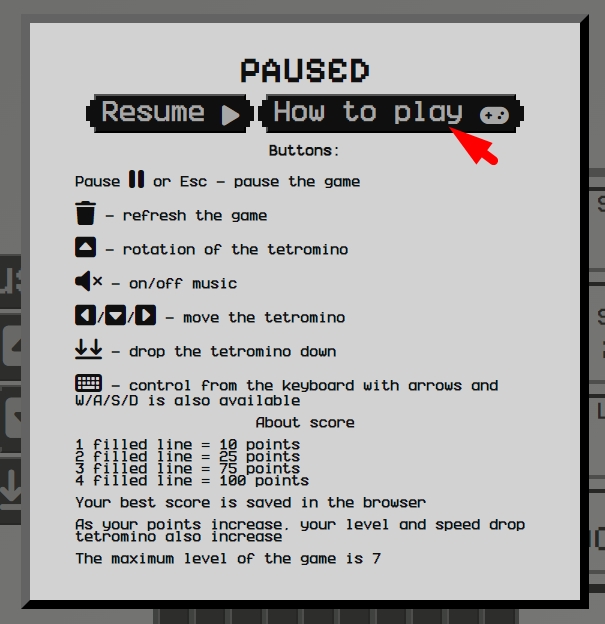 PAUSED
Resume
How to play
Buttons:
Pause or Esc - pause the game
- refresh the game
- rotation of the tetromino
- on/off music
/ / - move the tetromino
- drop the tetromino down
- control from the keyboard with arrows and
W/A/S/D is also available
About score
1 filled line = 10 points
2 filled line = 25 points
3 filled line = 75 points
4 filled line = 100 points
Your best score is saved in the browser
As your points increase, your level and speed drop
tetromino also increase
The maximum level of the game is 7